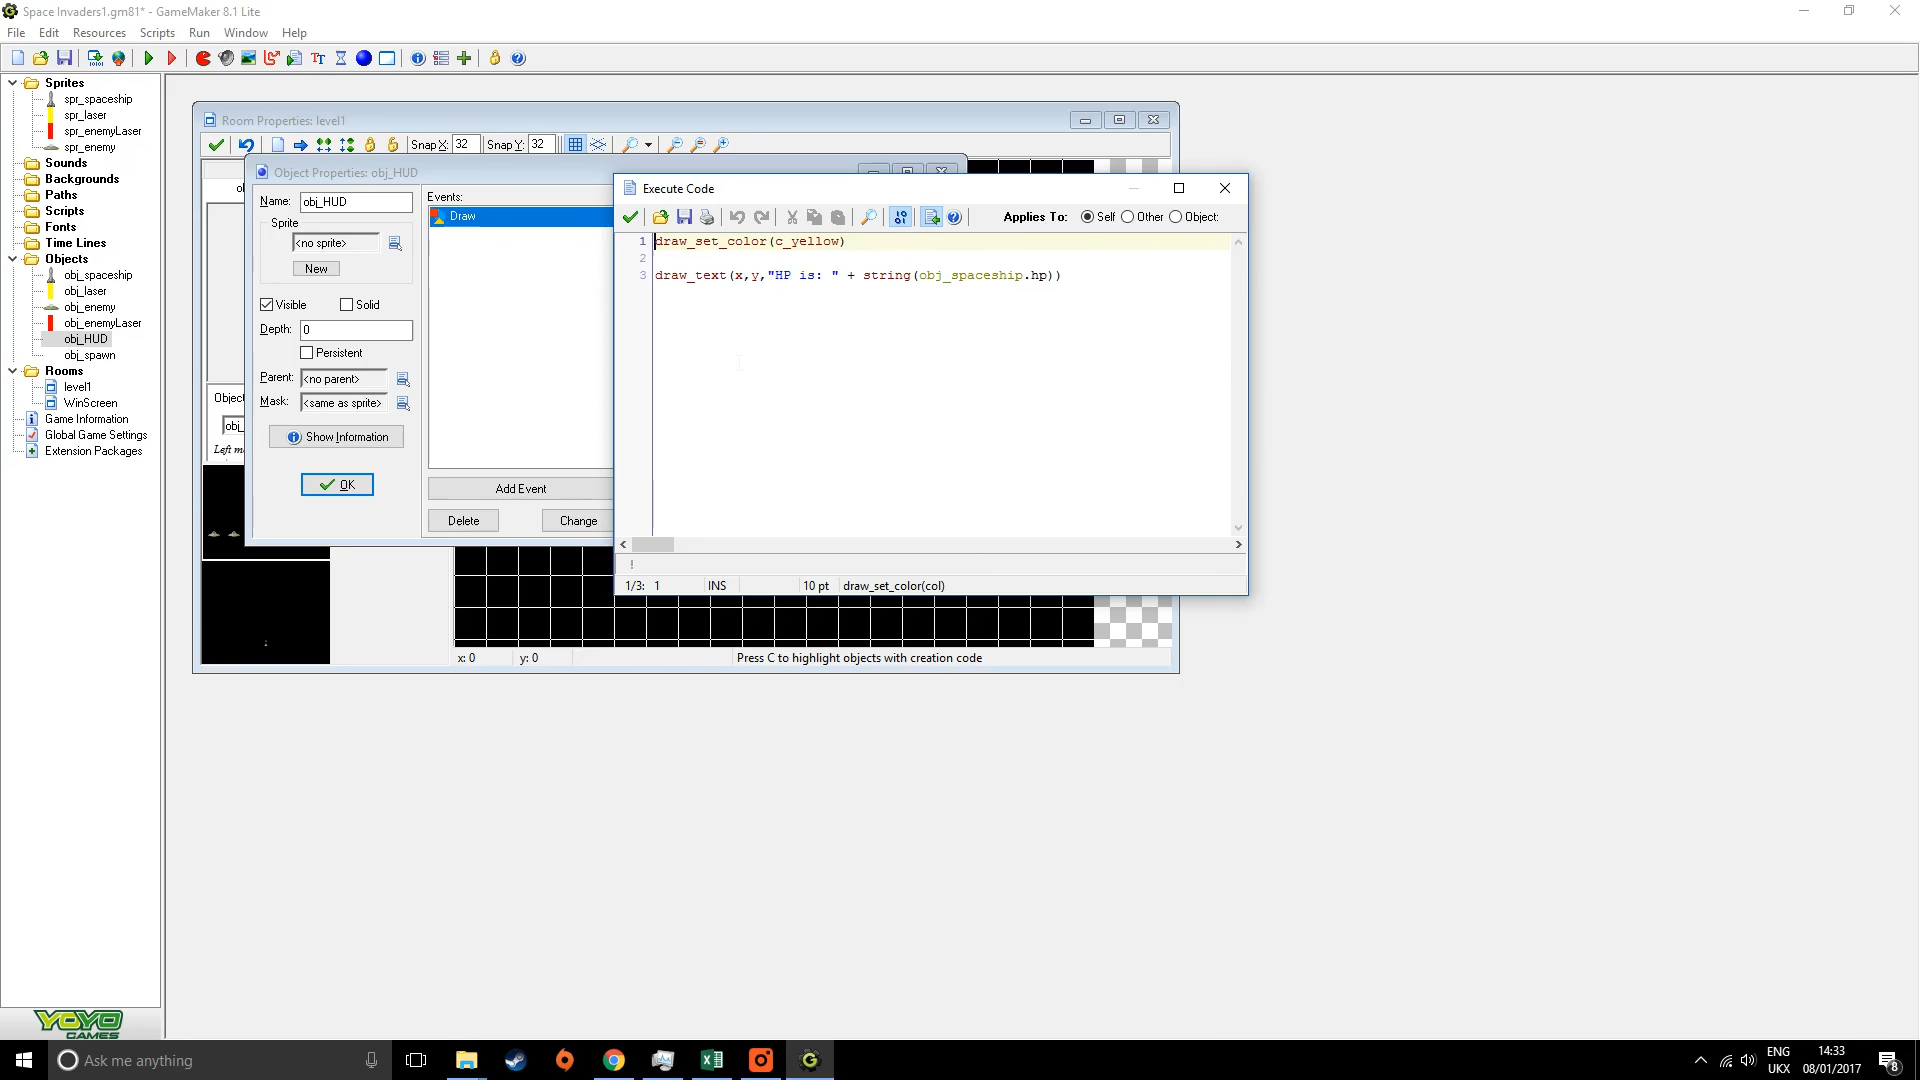 Space Invaders1.gm81* - GameMaker 8.1 Lite
File Edit Resources Scripts Run Window Help
Sprites
spr_spaceship
spr_laser
spr_enemyLaser
spr_enemy
Sounds
Backgrounds
Paths
Scripts
Fonts
Time Lines
Objects
obj_spaceship
obj_laser
obj_enemy
obj_enemyLaser
obj_HUD
obj_spawn
Rooms
level1
WinScreen
Game Information
Global Game Settings
Extension Packages
YOYO
GAMES
Room Properties: level1
Snap X: 32 Snap Y: 32
Object
obj_
Left m
Object Properties: obj_HUD
Name: obj_HUD
Sprite
<no sprite>
New
Visible Solid
Depth: 0
Persistent
Parent: <no parent>
Mask: <same as sprite>
Show Information
OK
Events:
Draw
Add Event
Delete Change
Execute Code
Applies To: Self Other Object:
1 draw_set_color(c_yellow)
2
3 draw_text(x,y,"HP is: " + string(obj_spaceship.hp))
1/3: 1 INS 10 pt draw_set_color(col)
x: 0 y: 0 Press C to highlight objects with creation code
Ask me anything
ENG
UKX
14:33
08/01/2017
8